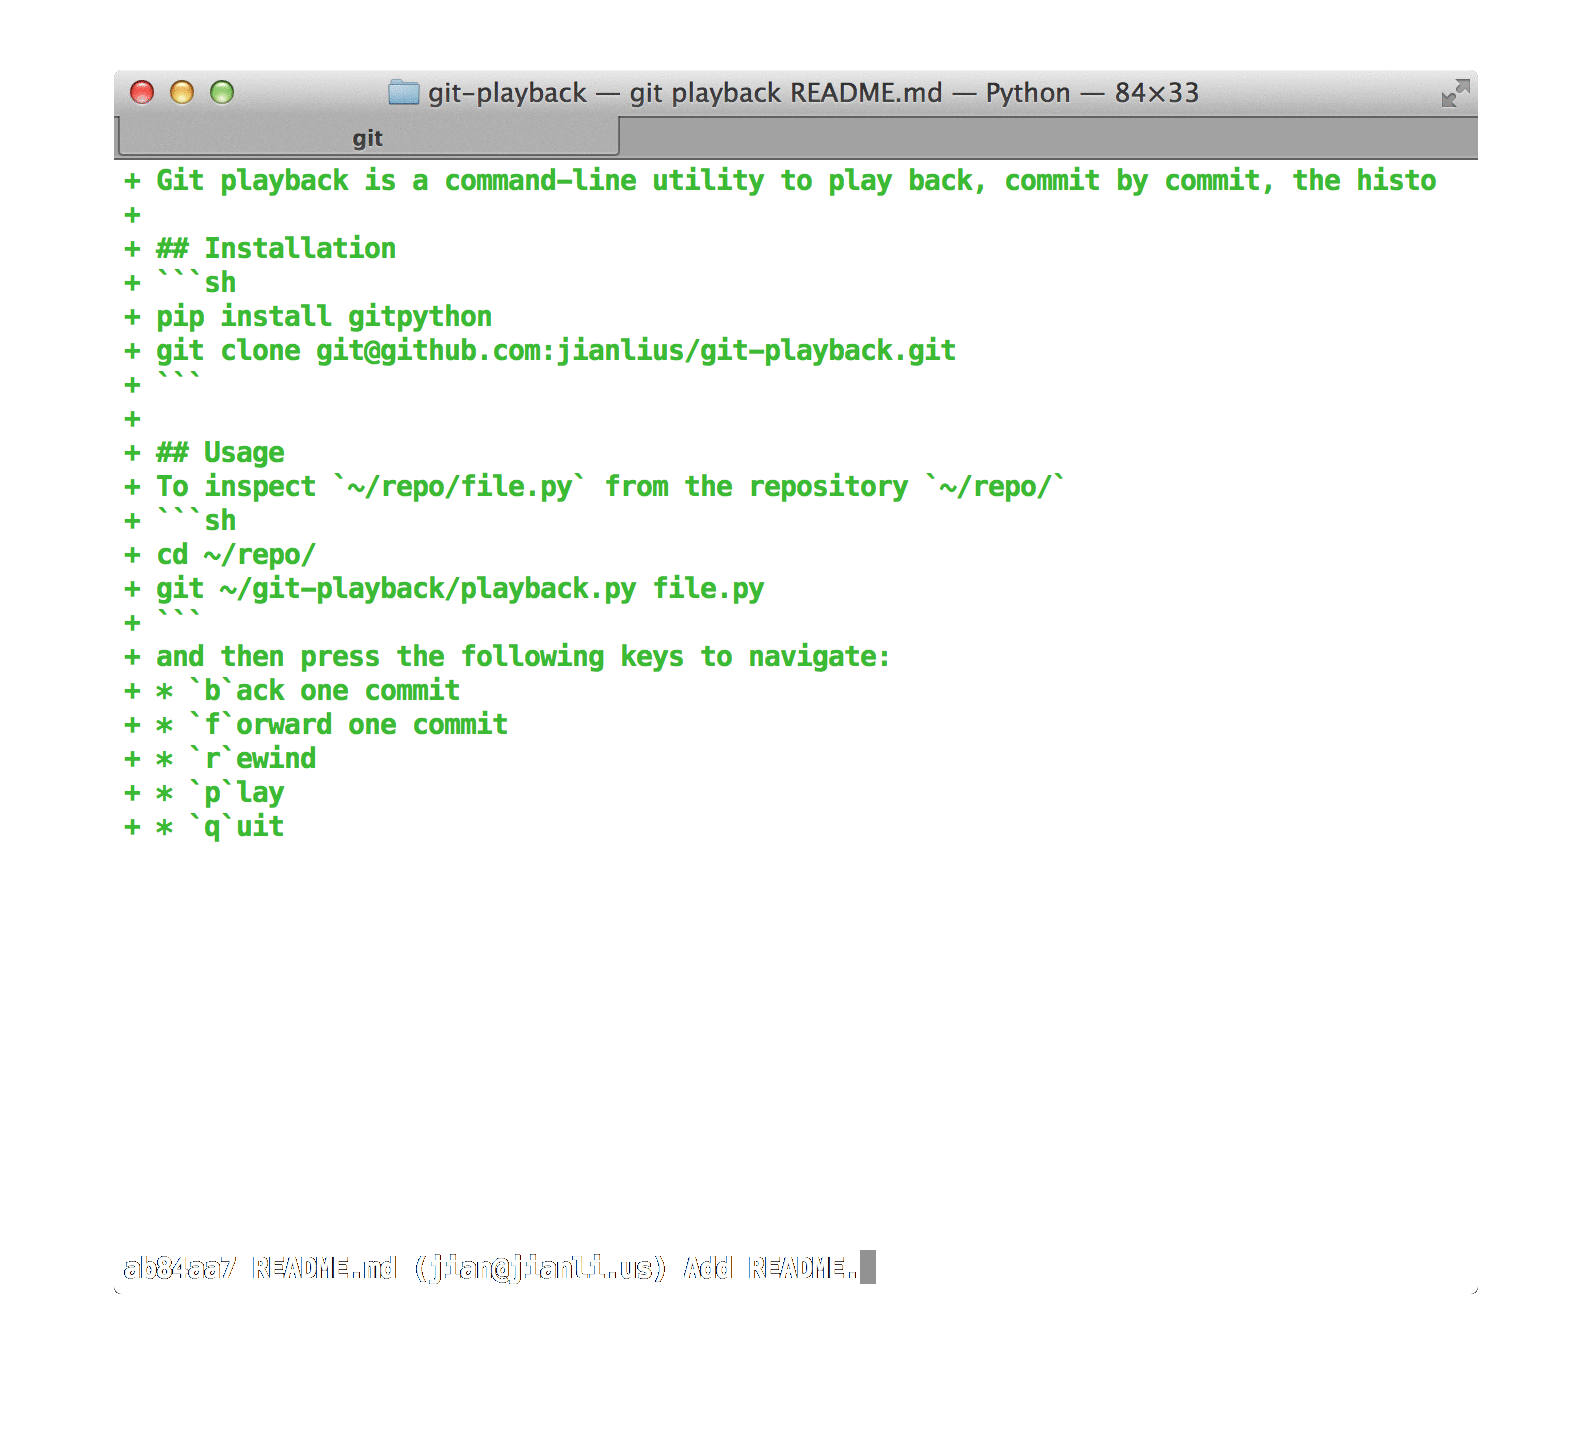 git-playback — git playback README.md — Python — 84×33
git
+ Git playback is a command-line utility to play back, commit by commit, the histo
+
+ ## Installation
+ ```sh
+ pip install gitpython
+ git clone git@github.com:jianlius/git-playback.git
+ ```
+
+ ## Usage
+ To inspect `~/repo/file.py` from the repository `~/repo/`
+ ```sh
+ cd ~/repo/
+ git ~/git-playback/playback.py file.py
+ ```
+ and then press the following keys to navigate:
+ * `b`ack one commit
+ * `f`orward one commit
+ * `r`ewind
+ * `p`lay
+ * `q`uit
ab84aa7 README.md (jian@jianli.us) Add README.